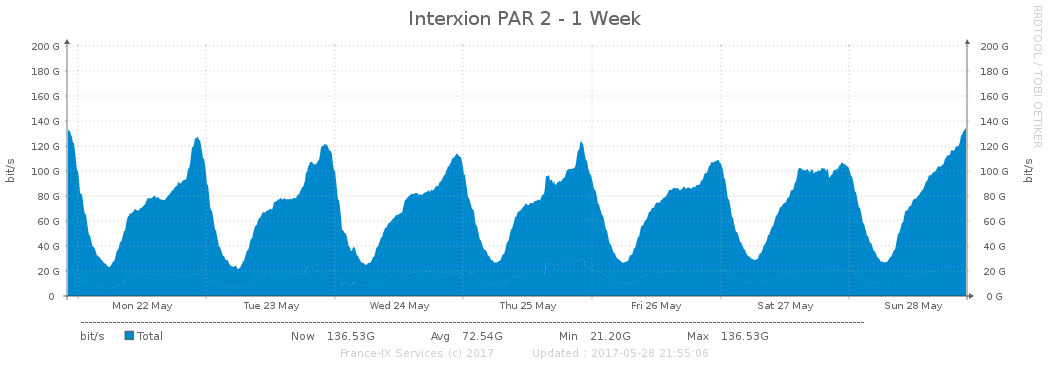 Interxion PAR 2 - 1 Week
RRDTOOL / TOBI OETIKER
200 G 200 G
180 G 180 G
160 G 160 G
140 G 140 G
120 G 120 G
100 G 100 G
80 G 80 G
60 G 60 G
40 G 40 G
20 G 20 G
0 0 G
bit/s
bit/s
Mon 22 May Tue 23 May Wed 24 May Thu 25 May Fri 26 May Sat 27 May Sun 28 May
bit/s Total Now 136.53G Avg 72.54G Min 21.20G Max 136.53G
France-IX Services (c) 2017 Updated : 2017-05-28 21:55:06